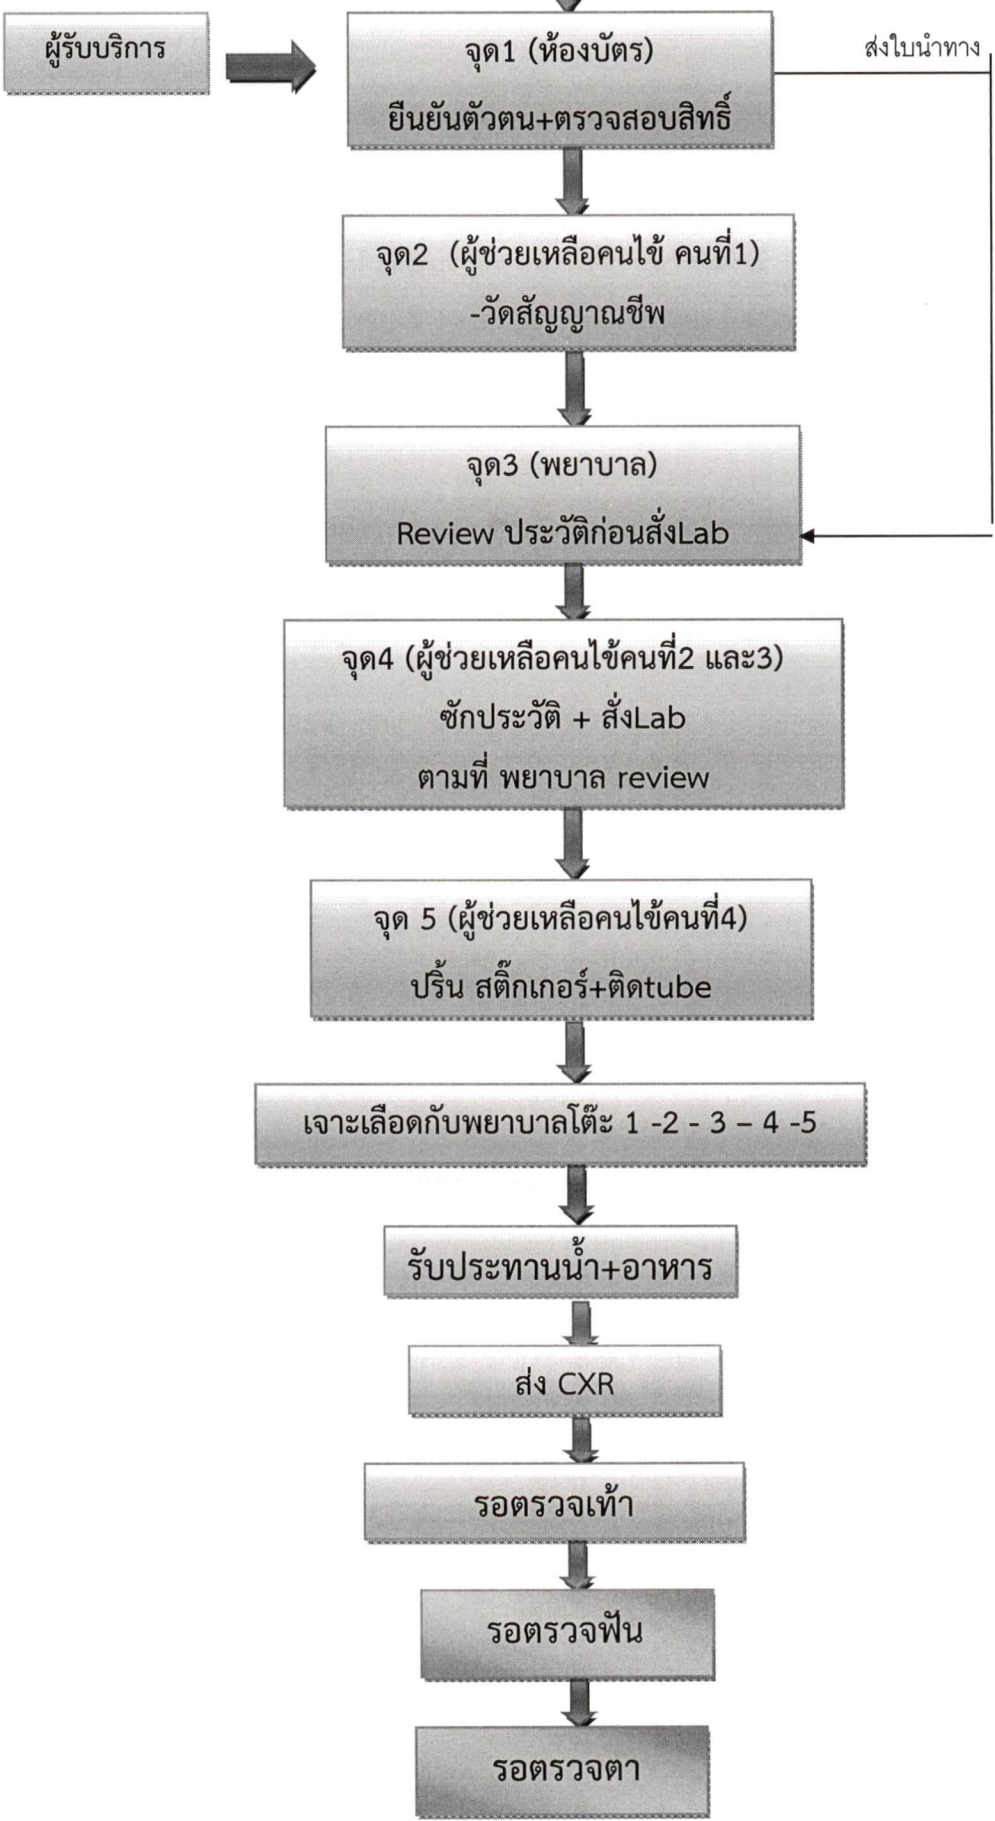 ผู้รับบริการ
จุด1 (ห้องบัตร)
ยืนยันตัวตน+ตรวจสอบสิทธิ์
ส่งใบนำทาง
จุด2 (ผู้ช่วยเหลือคนไข้ คนที่1)
-วัดสัญญาณชีพ
จุด3 (พยาบาล)
Review ประวัติก่อนสั่งLab
จุด4 (ผู้ช่วยเหลือคนไข้คนที่2 และ3)
ซักประวัติ + สั่งLab
ตามที่ พยาบาล review
จุด 5 (ผู้ช่วยเหลือคนไข้คนที่4)
ปริ้น สติ๊กเกอร์+ติดtube
เจาะเลือดกับพยาบาลโต๊ะ 1 -2 - 3 – 4 -5
รับประทานน้ำ+อาหาร
ส่ง CXR
รอตรวจเท้า
รอตรวจฟัน
รอตรวจตา